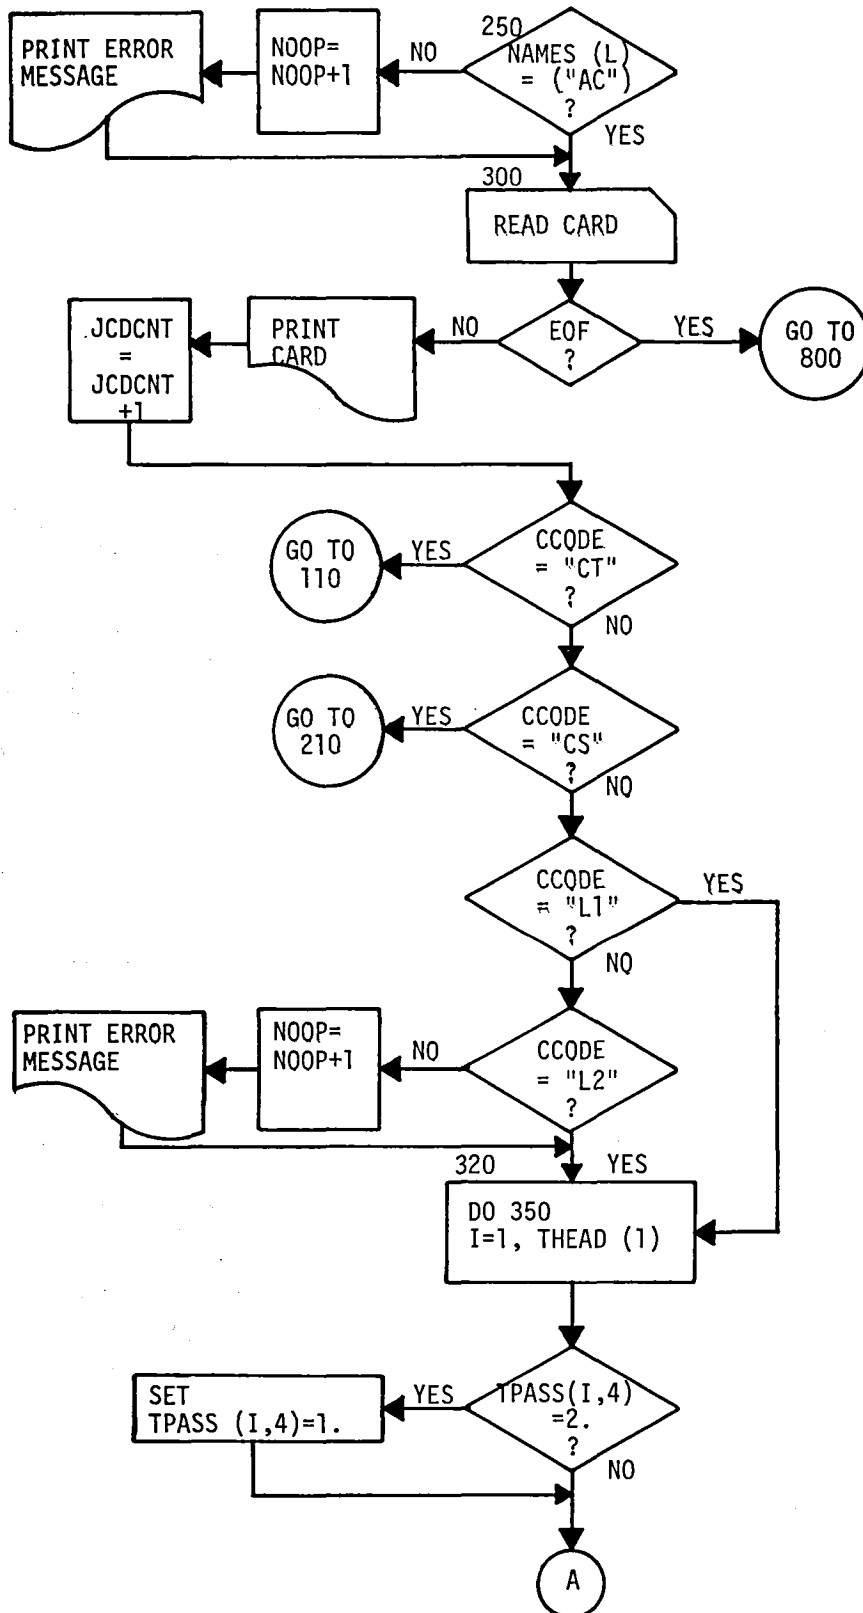 250
NAMES (L)
= ("AC")
?
NO
YES
NOOP=
NOOP+1
PRINT ERROR
MESSAGE
300
READ CARD
EOF
?
YES
GO TO
800
NO
PRINT
CARD
JCDCNT
=
JCDCNT
+1
CCODE
= "CT"
?
YES
GO TO
110
NO
CCODE
= "CS"
?
YES
GO TO
210
NO
CCODE
= "L1"
?
YES
NO
CCODE
= "L2"
?
NO
NOOP=
NOOP+1
PRINT ERROR
MESSAGE
320
YES
DO 350
I=1, THEAD (1)
TPASS(I,4)
=2.
?
YES
SET
TPASS (I,4)=1.
NO
A